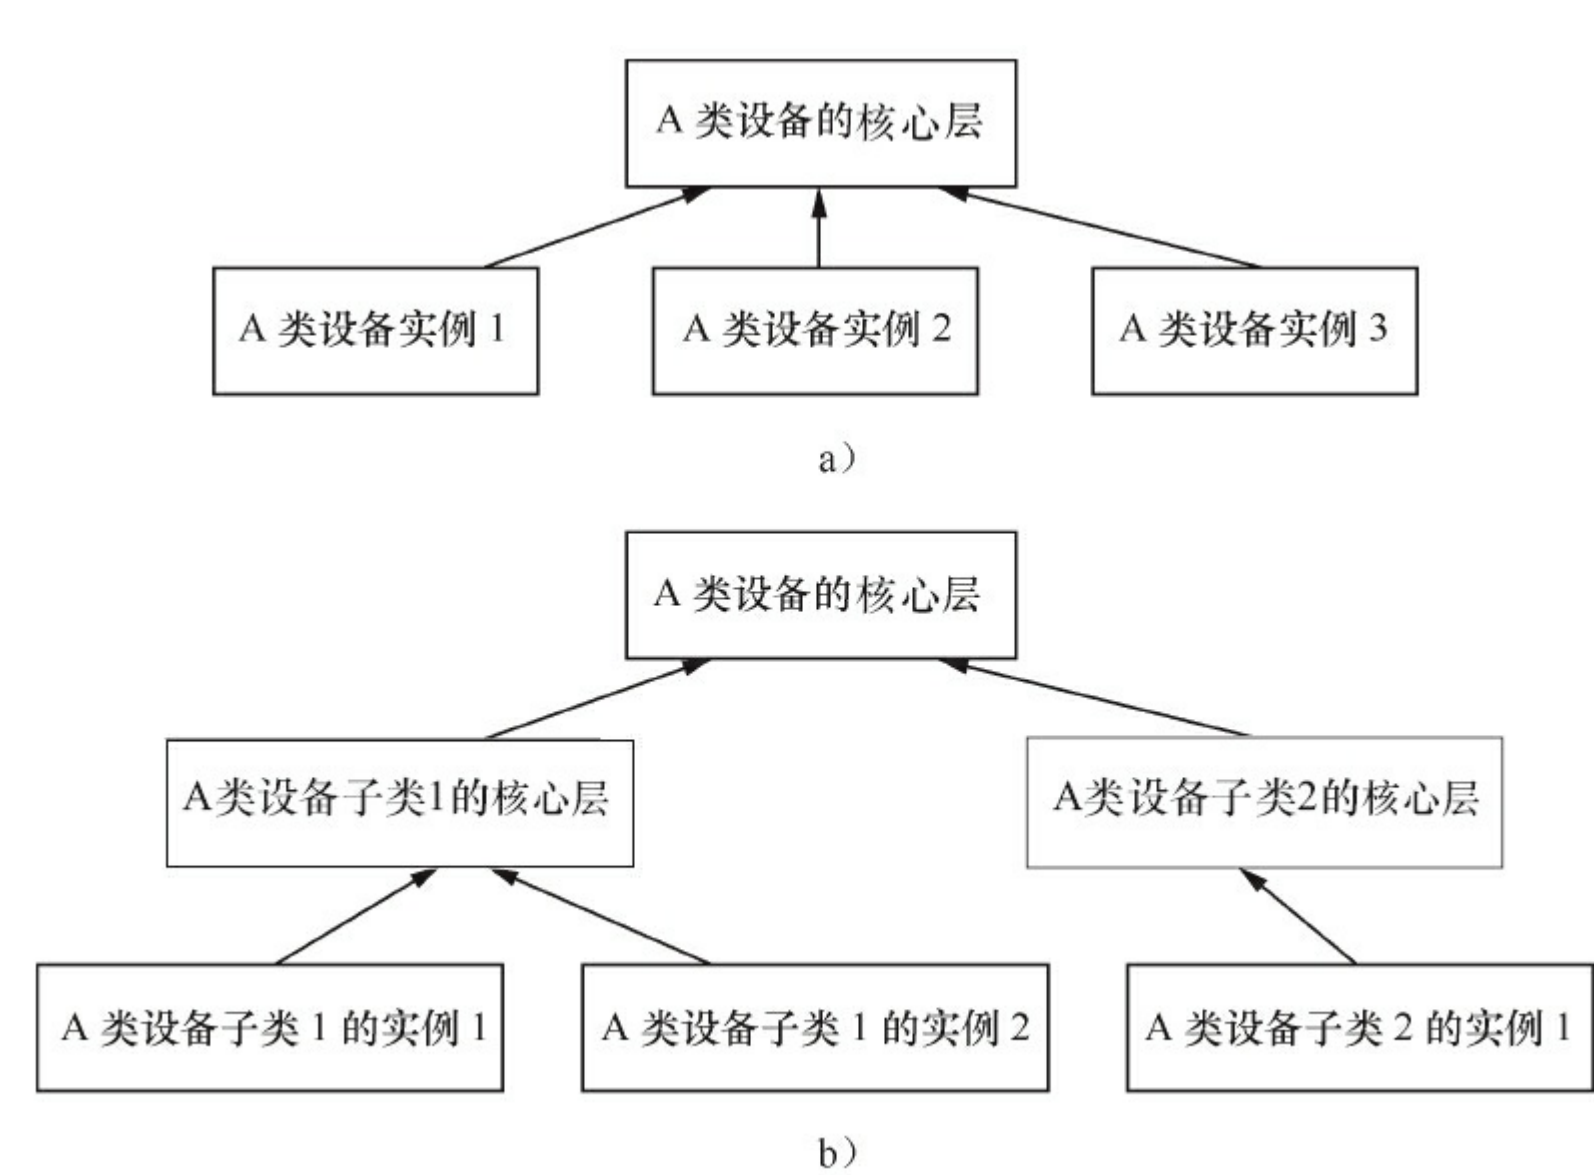 A 类设备的核心层
A 类设备实例 1
A 类设备实例 2
A 类设备实例 3
a）
A 类设备的核心层
A类设备子类1的核心层
A类设备子类2的核心层
A 类设备子类 1 的实例 1
A 类设备子类 1 的实例 2
A 类设备子类 2 的实例 1
b）